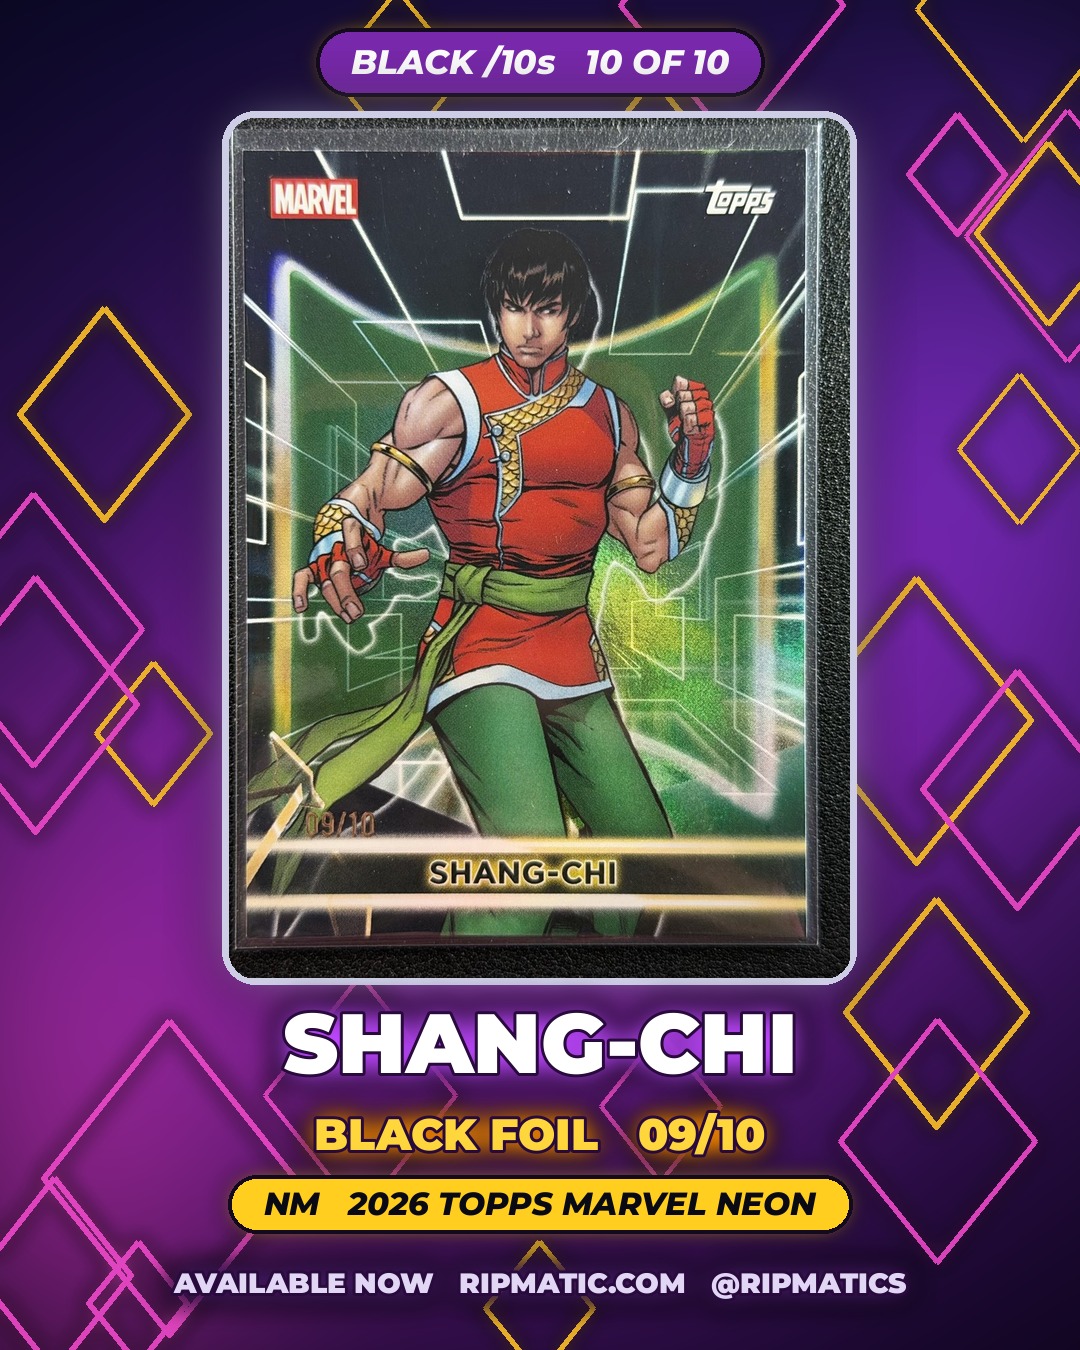 BLACK /10s 10 OF 10
MARVEL
topps
09/10
SHANG-CHI
SHANG-CHI
BLACK FOIL 09/10
NM 2026 TOPPS MARVEL NEON
AVAILABLE NOW RIPMATIC.COM @RIPMATICS